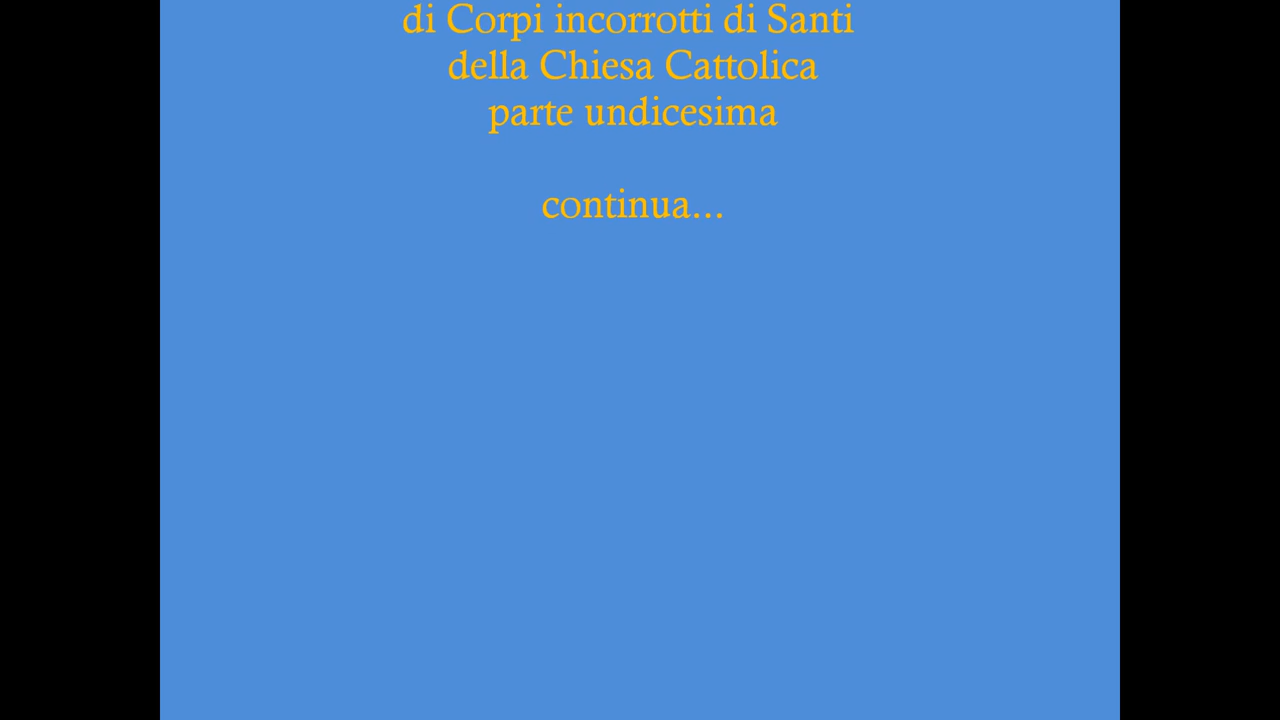 di Corpi incorrotti di Santi
della Chiesa Cattolica
parte undicesima
continua...